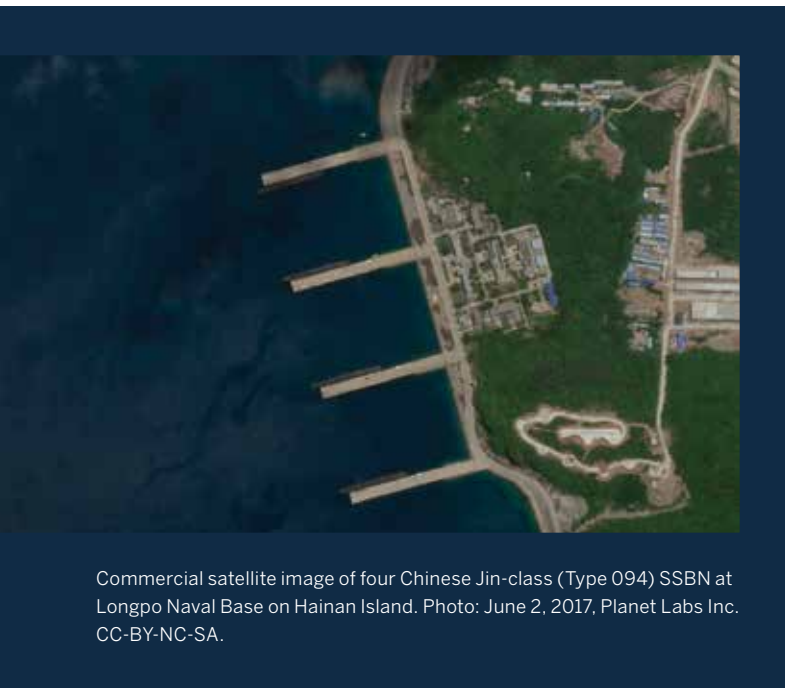 Commercial satellite image of four Chinese Jin-class (Type 094) SSBN at
Longpo Naval Base on Hainan Island. Photo: June 2, 2017, Planet Labs Inc.
CC-BY-NC-SA.